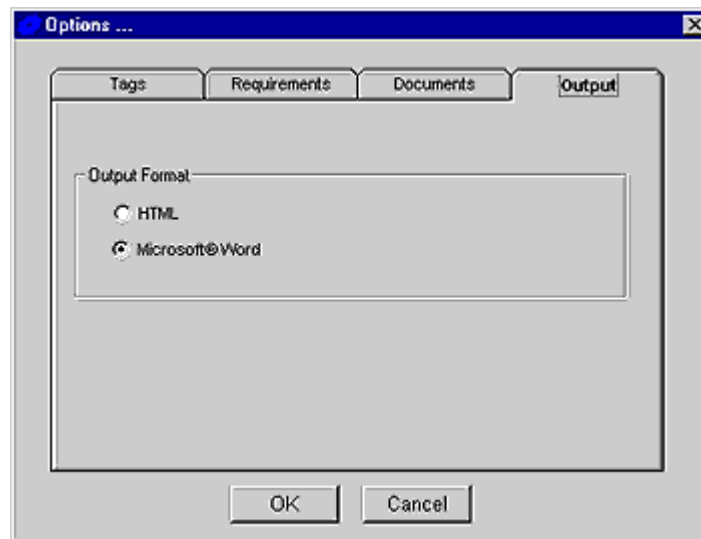 Options ...
Tags Requirements Documents Output
Output Format
HTML
Microsoft® Word
OK Cancel